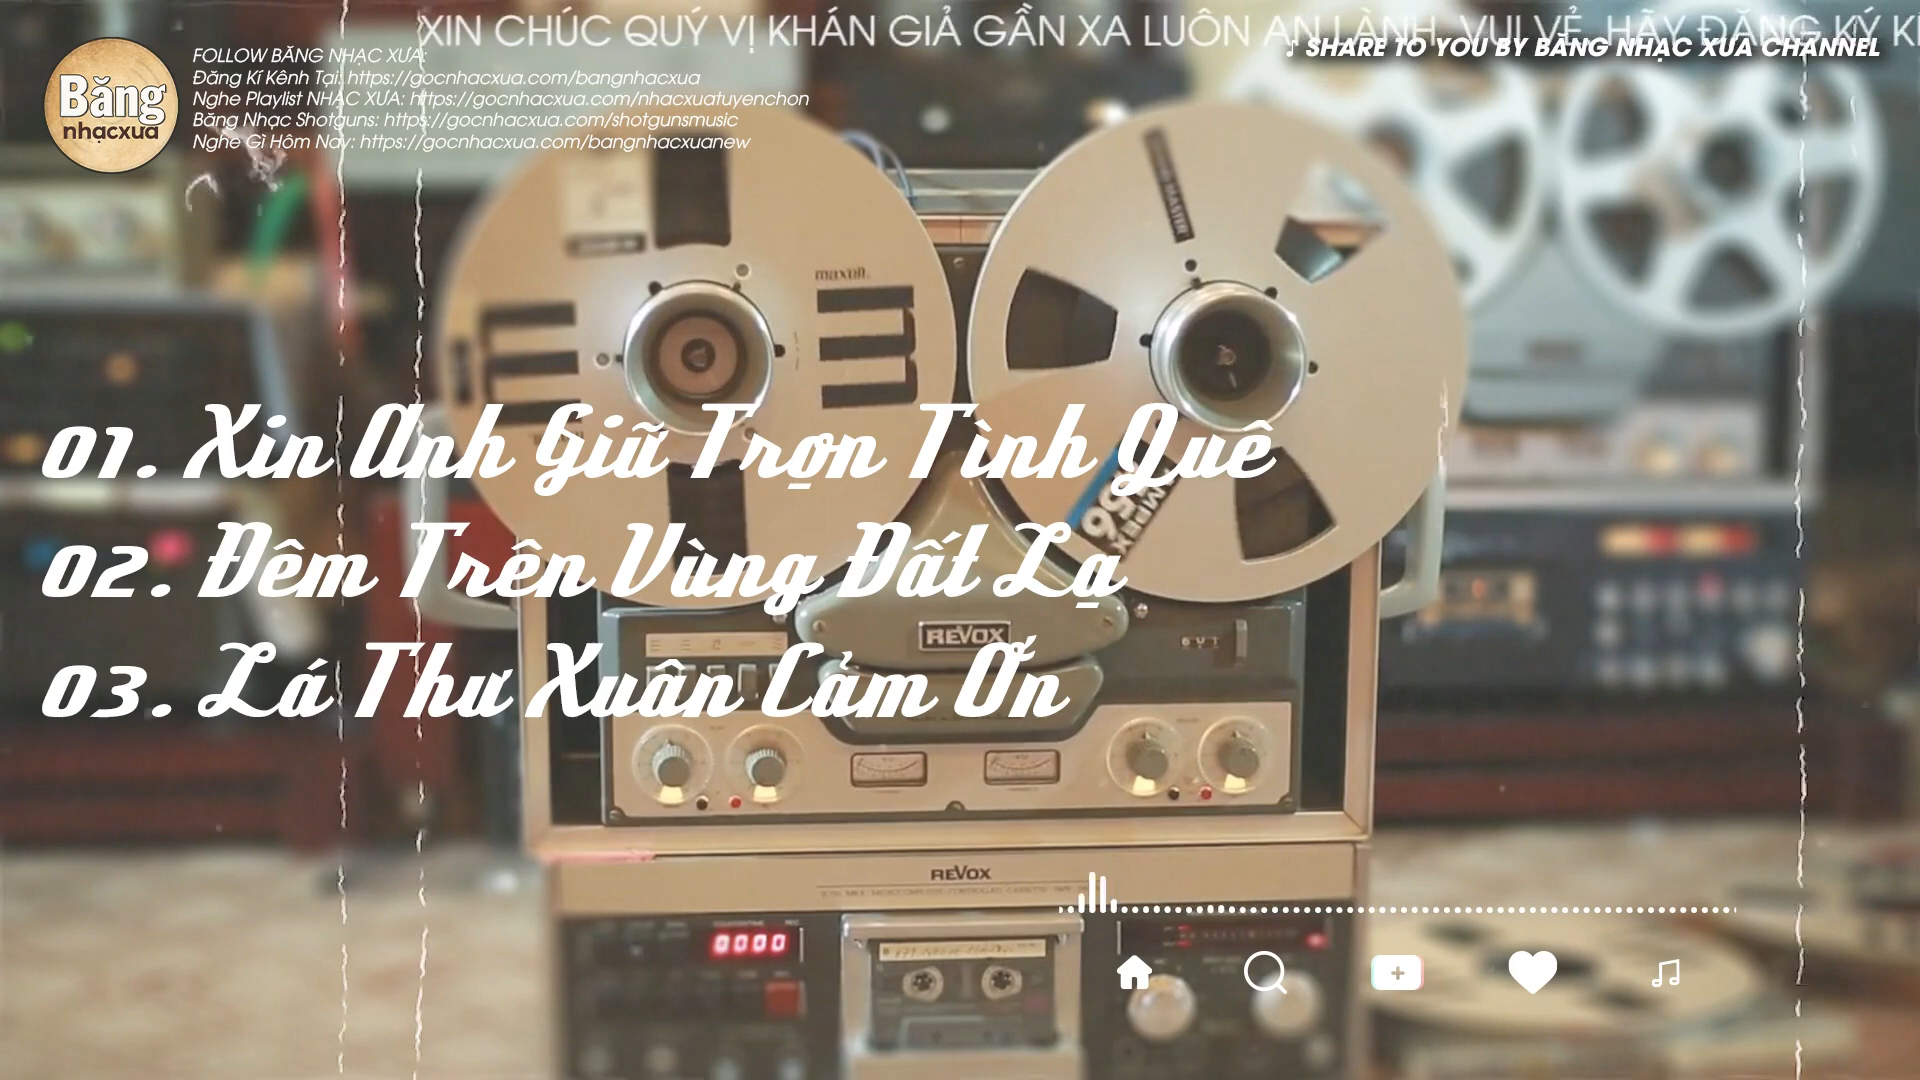 XIN CHÚC QUÝ VỊ KHÁN GIẢ GẦN XA LUÔN AN LÀNH, VUI VẺ. HÃY ĐĂNG KÝ
♪ SHARE TO YOU BY BĂNG NHẠC XƯA CHANNEL
Băng
nhạcxưa
FOLLOW BĂNG NHẠC XƯA:
Đăng Kí Kênh Tại: https://gocnhacxua.com/bangnhacxua
Nghe Playlist NHẠC XƯA: https://gocnhacxua.com/nhacxuatuyenchon
Băng Nhạc Shotguns: https://gocnhacxua.com/shotgunsmusic
Nghe Gì Hôm Nay: https://gocnhacxua.com/bangnhacxuanew
maxell.
01. Xin Anh Giữ Trọn Tình Quê
AMPEX
456
02. Đêm Trên Vùng Đất Lạ
REVOX
03. Lá Thư Xuân Cảm Ơn
REVOX
0000